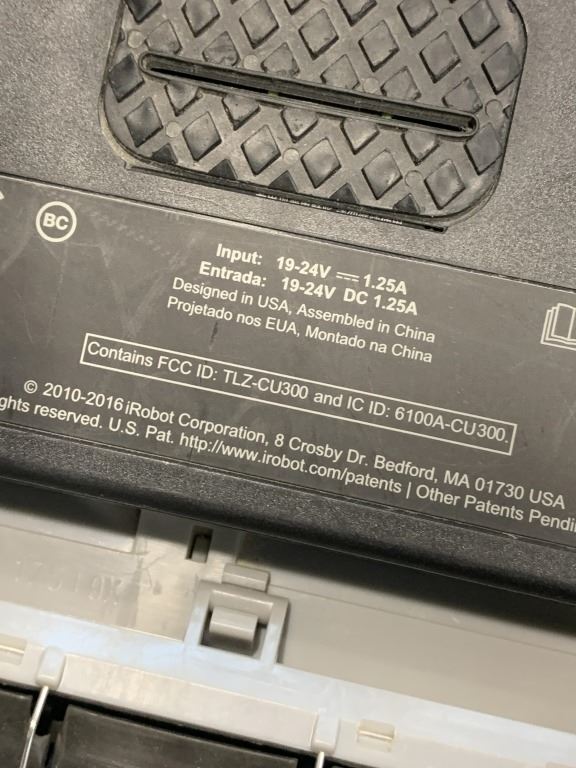 BC
Input: 19-24V ⎓ 1.25A
Entrada: 19-24V DC 1.25A
Designed in USA, Assembled in China
Projetado nos EUA, Montado na China
Contains FCC ID: TLZ-CU300 and IC ID: 6100A-CU300.
© 2010-2016 iRobot Corporation, 8 Crosby Dr. Bedford, MA 01730 USA
reserved. U.S. Pat. http://www.irobot.com/patents | Other Patents